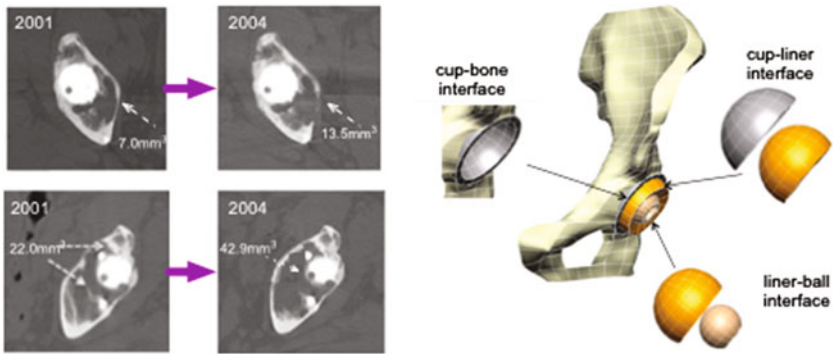 2001
2004
7.0mm3
13.5mm3
2001
2004
22.0mm3
42.9mm3
cup-bone
interface
cup-liner
interface
liner-ball
interface